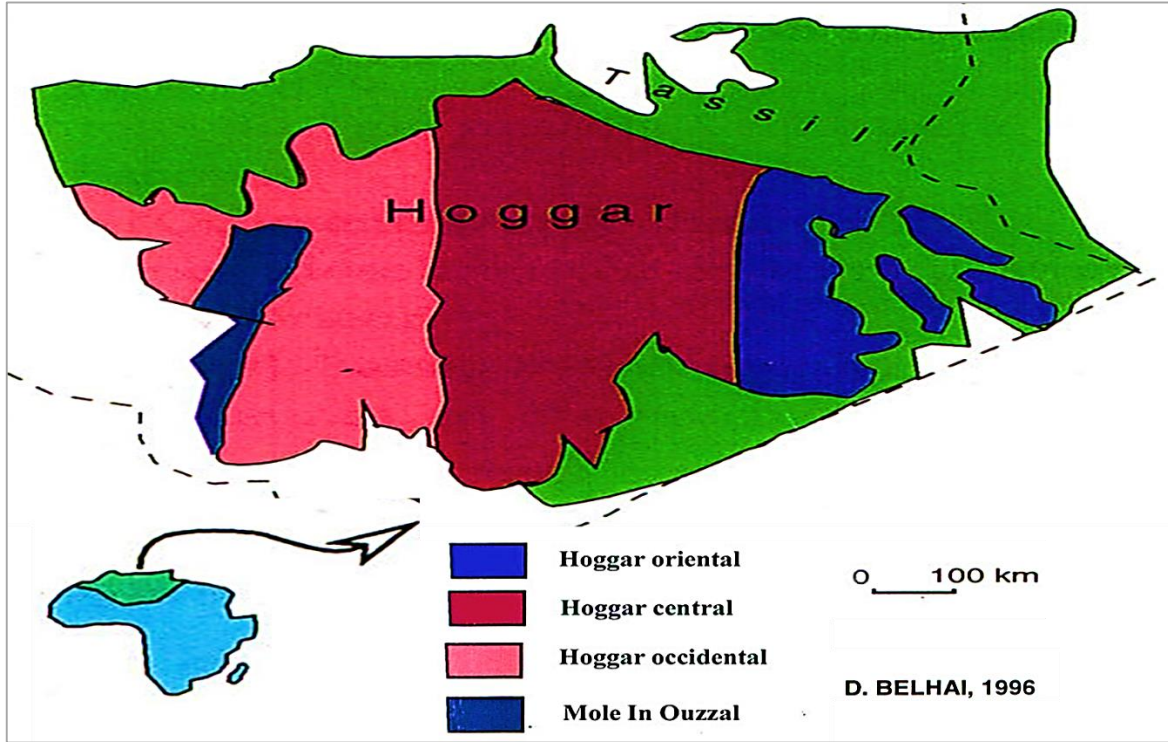 Tassili
Hoggar
Hoggar oriental
Hoggar central
Hoggar occidental
Mole In Ouzzal
0 100 km
D. BELHAI, 1996